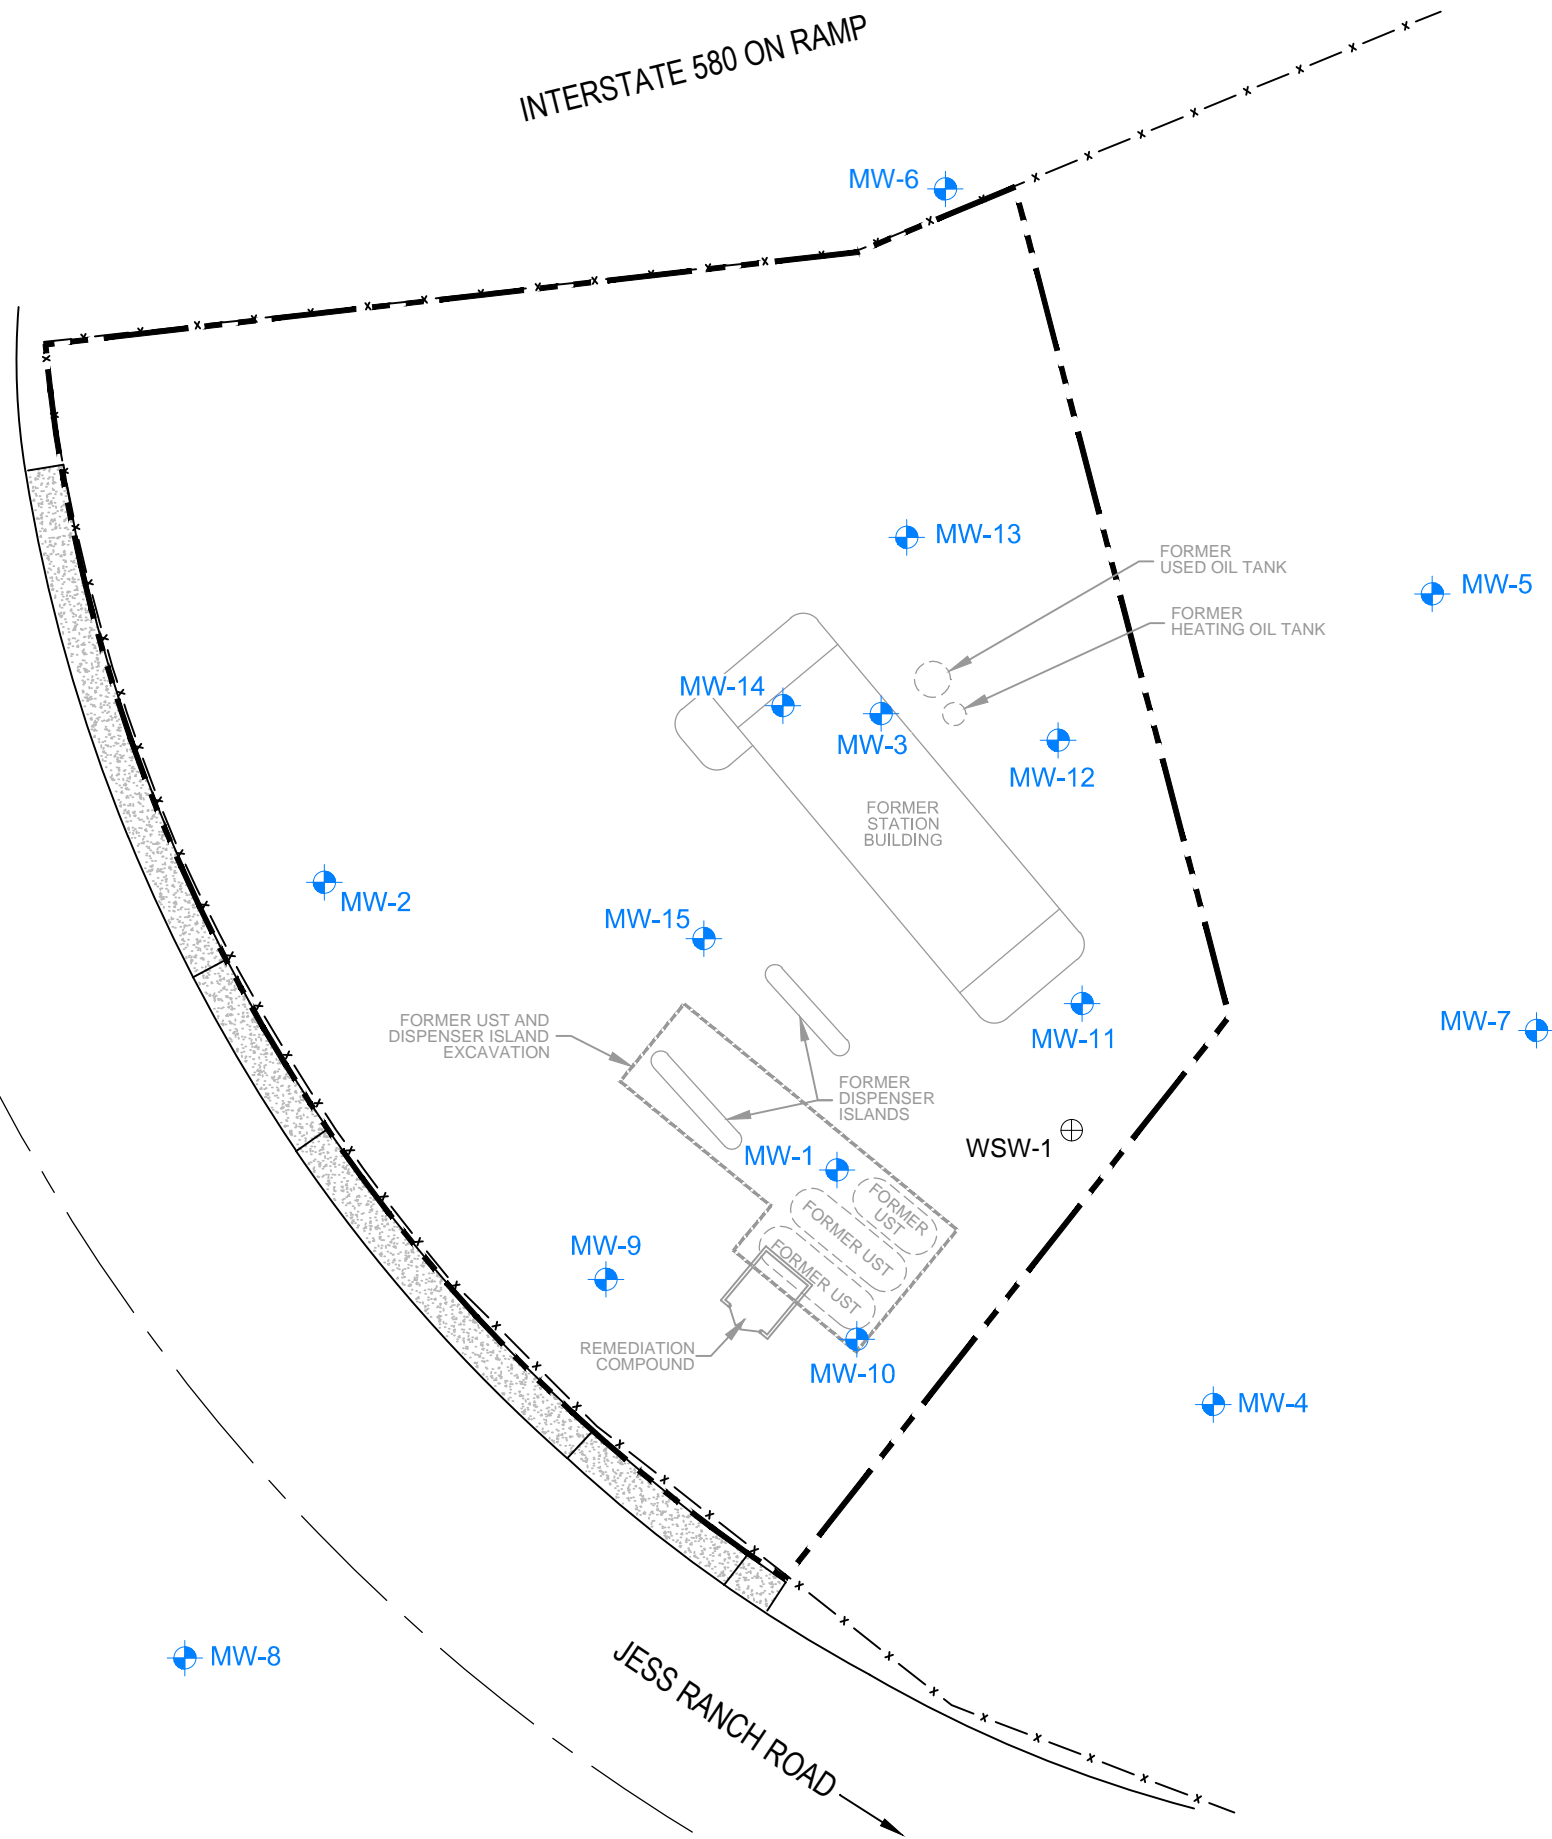 INTERSTATE 580 ON RAMP
MW-6
MW-13
FORMER
USED OIL TANK
MW-5
FORMER
HEATING OIL TANK
MW-14
MW-3
MW-12
FORMER
STATION
BUILDING
MW-2
MW-15
MW-11
MW-7
FORMER UST AND
DISPENSER ISLAND
EXCAVATION
FORMER
DISPENSER
ISLANDS
WSW-1
MW-1
FORMER
UST
FORMER UST
FORMER UST
MW-9
REMEDIATION
COMPOUND
MW-10
MW-4
MW-8
JESS RANCH ROAD